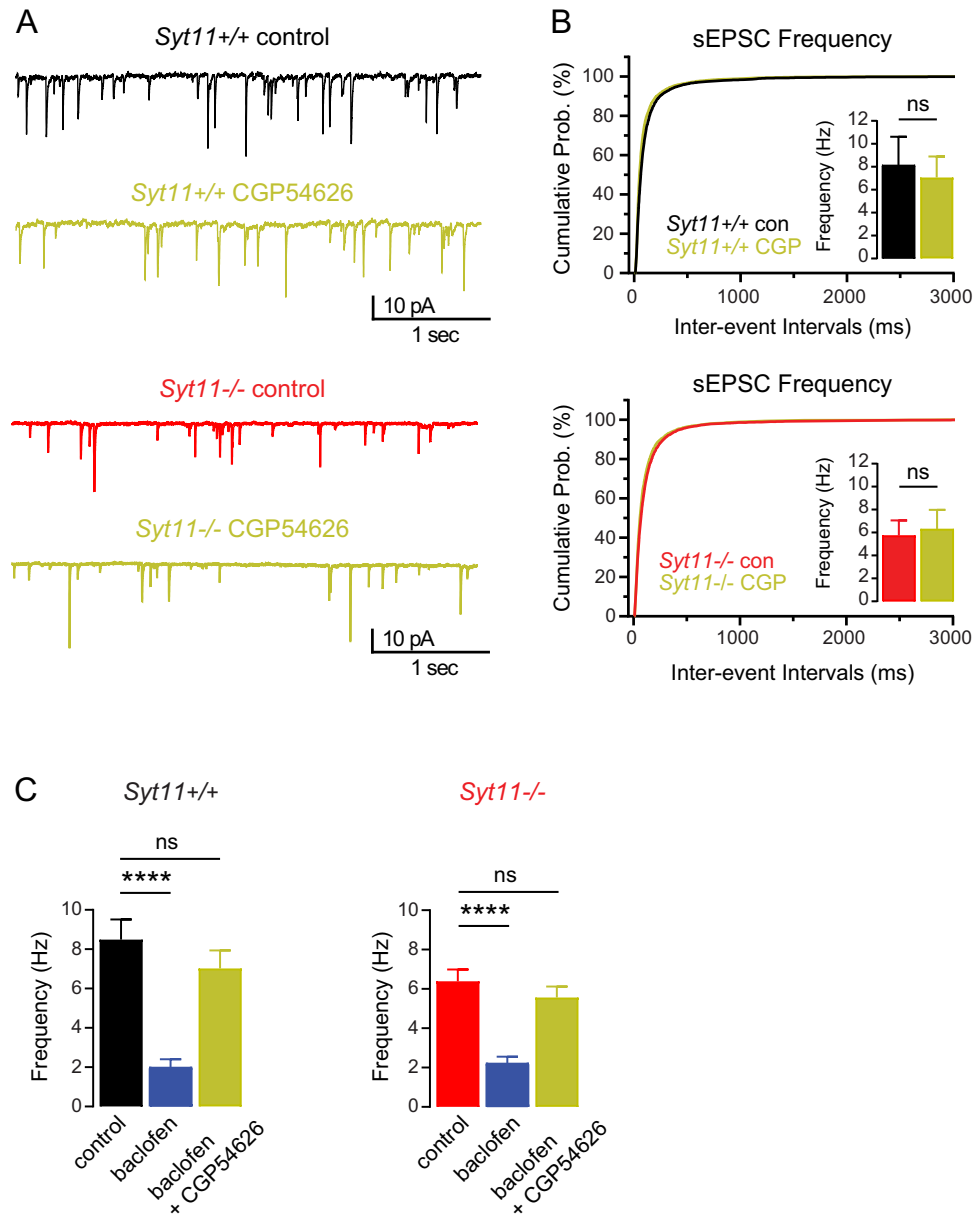 A
Syt11+/+ control
Syt11+/+ CGP54626
10 pA
1 sec
Syt11-/- control
Syt11-/- CGP54626
10 pA
1 sec
B
sEPSC Frequency
Cumulative Prob. (%)
100
80
60
40
20
0
0 1000 2000 3000
Inter-event Intervals (ms)
Syt11+/+ con
Syt11+/+ CGP
Frequency (Hz)
12
10
8
6
4
2
0
ns
sEPSC Frequency
Cumulative Prob. (%)
100
80
60
40
20
0
0 1000 2000 3000
Inter-event Intervals (ms)
Syt11-/- con
Syt11-/- CGP
Frequency (Hz)
12
10
8
6
4
2
0
ns
C
Syt11+/+
ns
****
Frequency (Hz)
10
8
6
4
2
0
control
baclofen
baclofen
+ CGP54626
Syt11-/-
ns
****
Frequency (Hz)
10
8
6
4
2
0
control
baclofen
baclofen
+ CGP54626